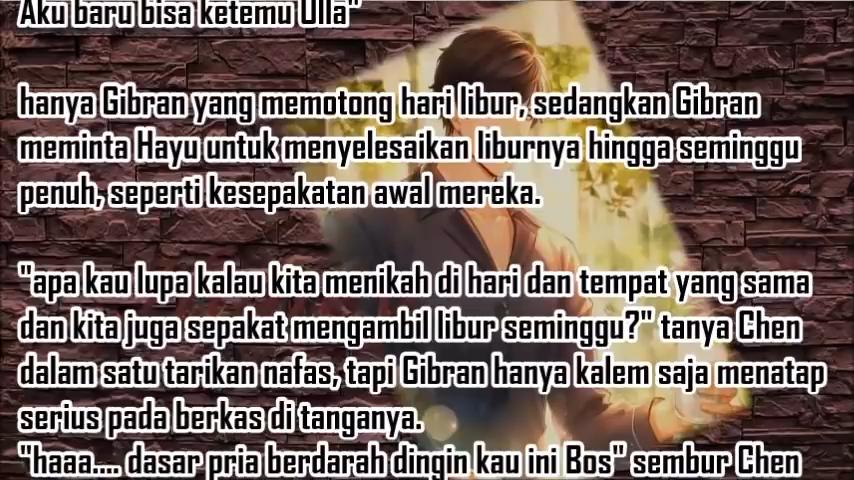 Aku baru bisa ketemu Ulla"
hanya Gibran yang memotong hari libur, sedangkan Gibran
meminta Hayu untuk menyelesaikan liburnya hingga seminggu
penuh, seperti kesepakatan awal mereka.
"apa kau lupa kalau kita menikah di hari dan tempat yang sama
dan kita juga sepakat mengambil libur seminggu?" tanya Chen
dalam satu tarikan nafas, tapi Gibran hanya kalem saja menatap
serius pada berkas di tanganya.
"haaa.... dasar pria berdarah dingin kau ini Bos" sembur Chen